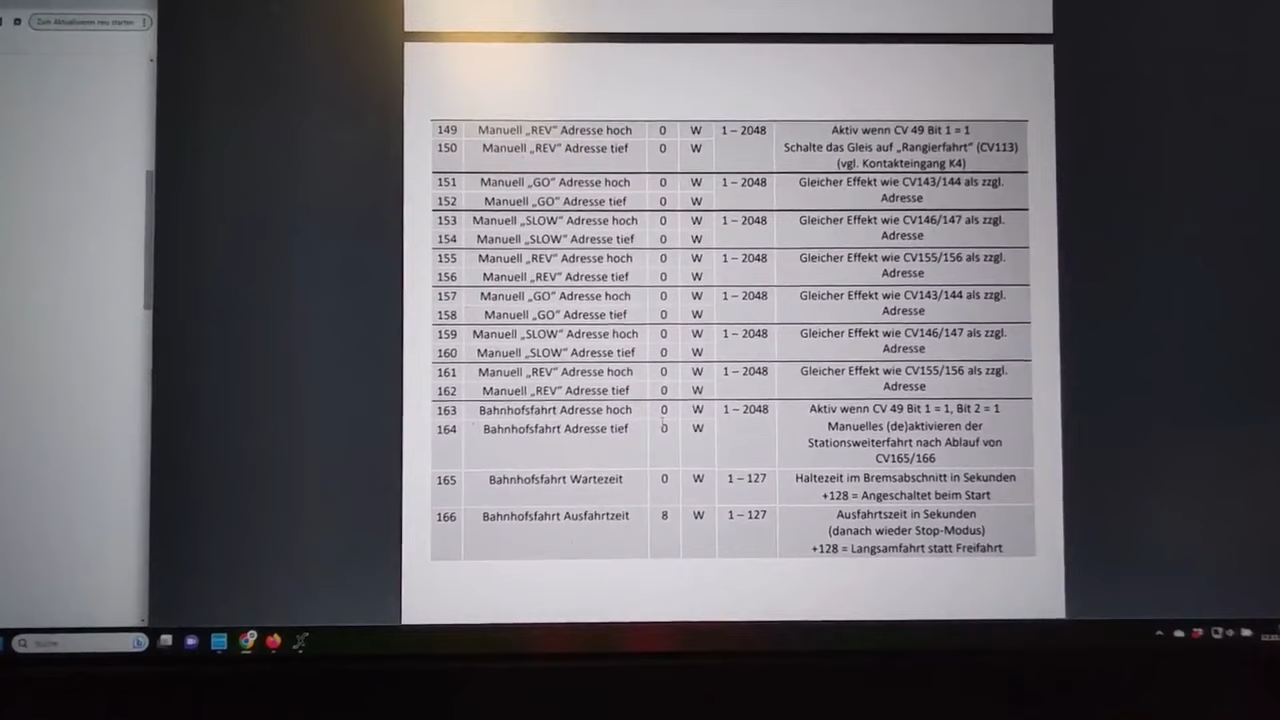 Zum Aktualisieren neu starten
149 Manuell „REV“ Adresse hoch 0 W 1 – 2048 Aktiv wenn CV 49 Bit 1 = 1
150 Manuell „REV“ Adresse tief 0 W Schalte das Gleis auf „Rangierfahrt“ (CV113)
(vgl. Kontakteingang K4)
151 Manuell „GO“ Adresse hoch 0 W 1 – 2048 Gleicher Effekt wie CV143/144 als zzgl.
152 Manuell „GO“ Adresse tief 0 W Adresse
153 Manuell „SLOW“ Adresse hoch 0 W 1 – 2048 Gleicher Effekt wie CV146/147 als zzgl.
154 Manuell „SLOW“ Adresse tief 0 W Adresse
155 Manuell „REV“ Adresse hoch 0 W 1 – 2048 Gleicher Effekt wie CV155/156 als zzgl.
156 Manuell „REV“ Adresse tief 0 W Adresse
157 Manuell „GO“ Adresse hoch 0 W 1 – 2048 Gleicher Effekt wie CV143/144 als zzgl.
158 Manuell „GO“ Adresse tief 0 W Adresse
159 Manuell „SLOW“ Adresse hoch 0 W 1 – 2048 Gleicher Effekt wie CV146/147 als zzgl.
160 Manuell „SLOW“ Adresse tief 0 W Adresse
161 Manuell „REV“ Adresse hoch 0 W 1 – 2048 Gleicher Effekt wie CV155/156 als zzgl.
162 Manuell „REV“ Adresse tief 0 W Adresse
163 Bahnhofsfahrt Adresse hoch 0 W 1 – 2048 Aktiv wenn CV 49 Bit 1 = 1, Bit 2 = 1
164 Bahnhofsfahrt Adresse tief 0 W Manuelles (de)aktivieren der
Stationsweiterfahrt nach Ablauf von
CV165/166
165 Bahnhofsfahrt Wartezeit 0 W 1 – 127 Haltezeit im Bremsabschnitt in Sekunden
+128 = Angeschaltet beim Start
166 Bahnhofsfahrt Ausfahrtzeit 8 W 1 – 127 Ausfahrtszeit in Sekunden
(danach wieder Stop-Modus)
+128 = Langsamfahrt statt Freifahrt
Suche